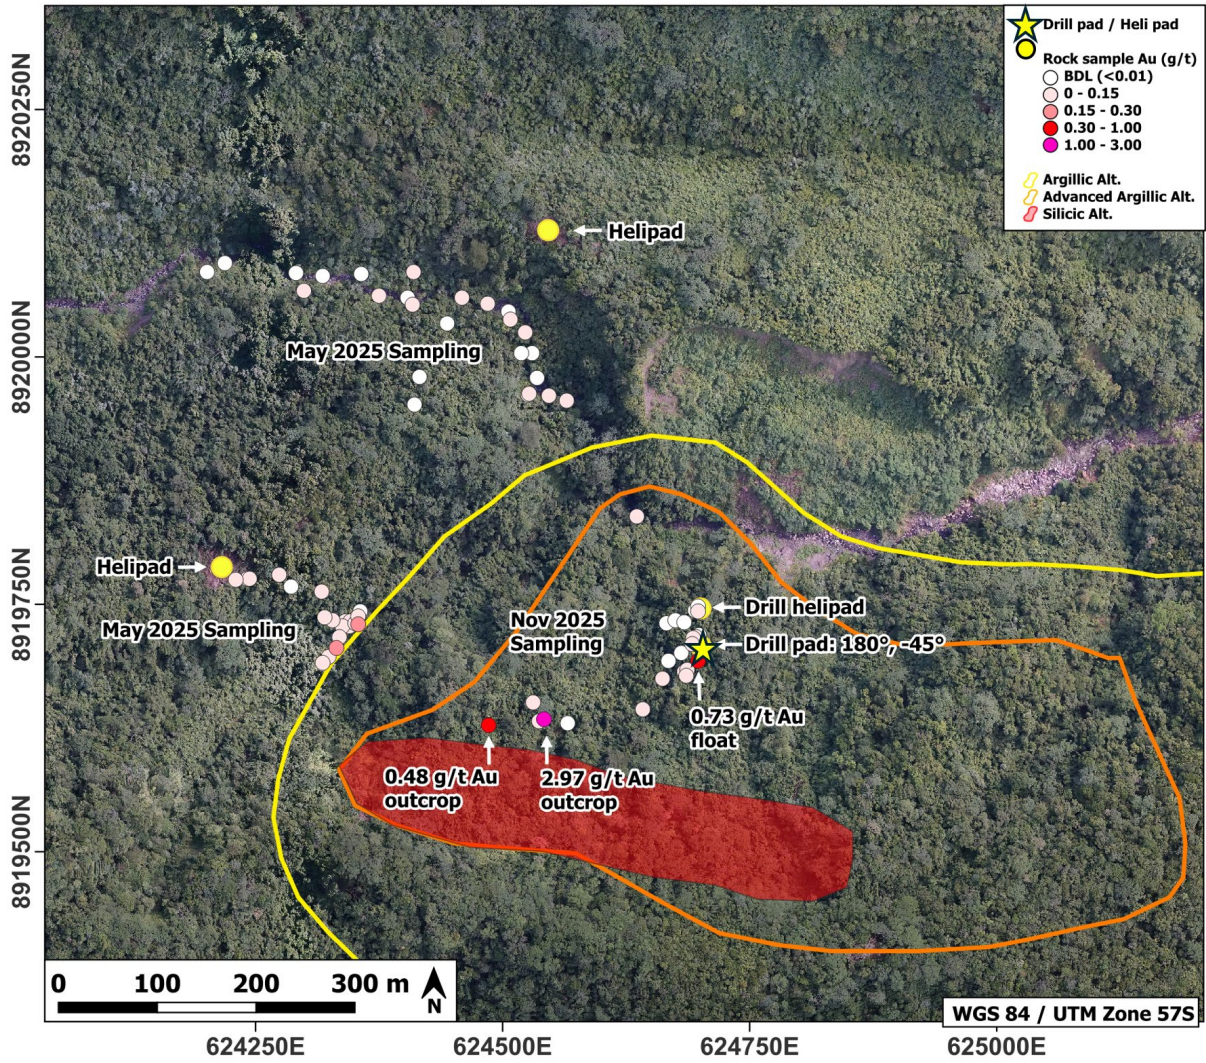 Drill pad / Heli pad
Rock sample Au (g/t)
BDL (<0.01)
0 - 0.15
0.15 - 0.30
0.30 - 1.00
1.00 - 3.00
Argillic Alt.
Advanced Argillic Alt.
Silicic Alt.
8920250N
8920000N
8919750N
8919500N
Helipad
May 2025 Sampling
Helipad
May 2025 Sampling
Nov 2025
Sampling
Drill helipad
Drill pad: 180°, -45°
0.73 g/t Au
float
0.48 g/t Au
outcrop
2.97 g/t Au
outcrop
0 100 200 300 m
N
WGS 84 / UTM Zone 57S
624250E
624500E
624750E
625000E